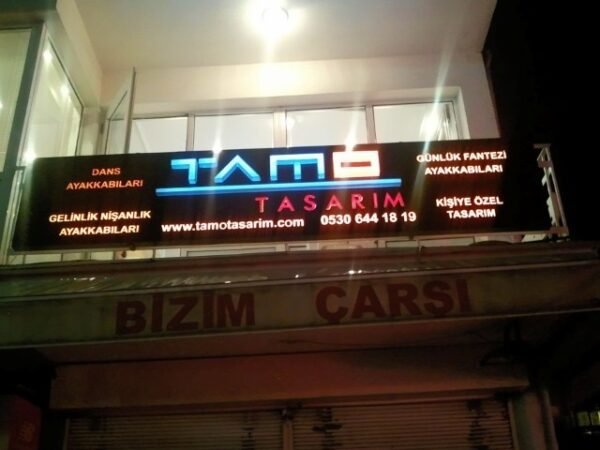 DANS
AYAKKABILARI
GELİNLİK NİŞANLIK
AYAKKABILARI
TAMO
TASARIM
www.tamotasarim.com 0530 644 18 19
GÜNLÜK FANTEZİ
AYAKKABILARI
KİŞİYE ÖZEL
TASARIM
BİZİM ÇARŞI